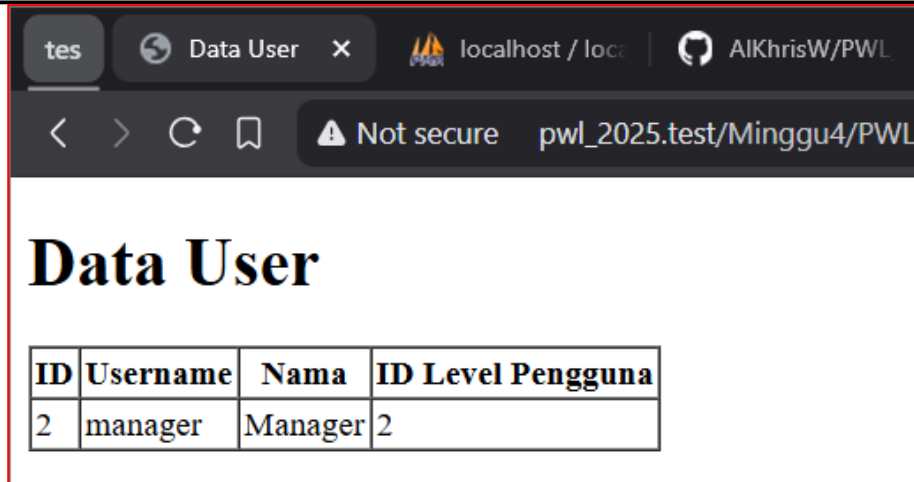 tes Data User × localhost / loca AlKhrisW/PWL_
Not secure pwl_2025.test/Minggu4/PWL
Data User
ID Username Nama ID Level Pengguna
2 manager Manager 2